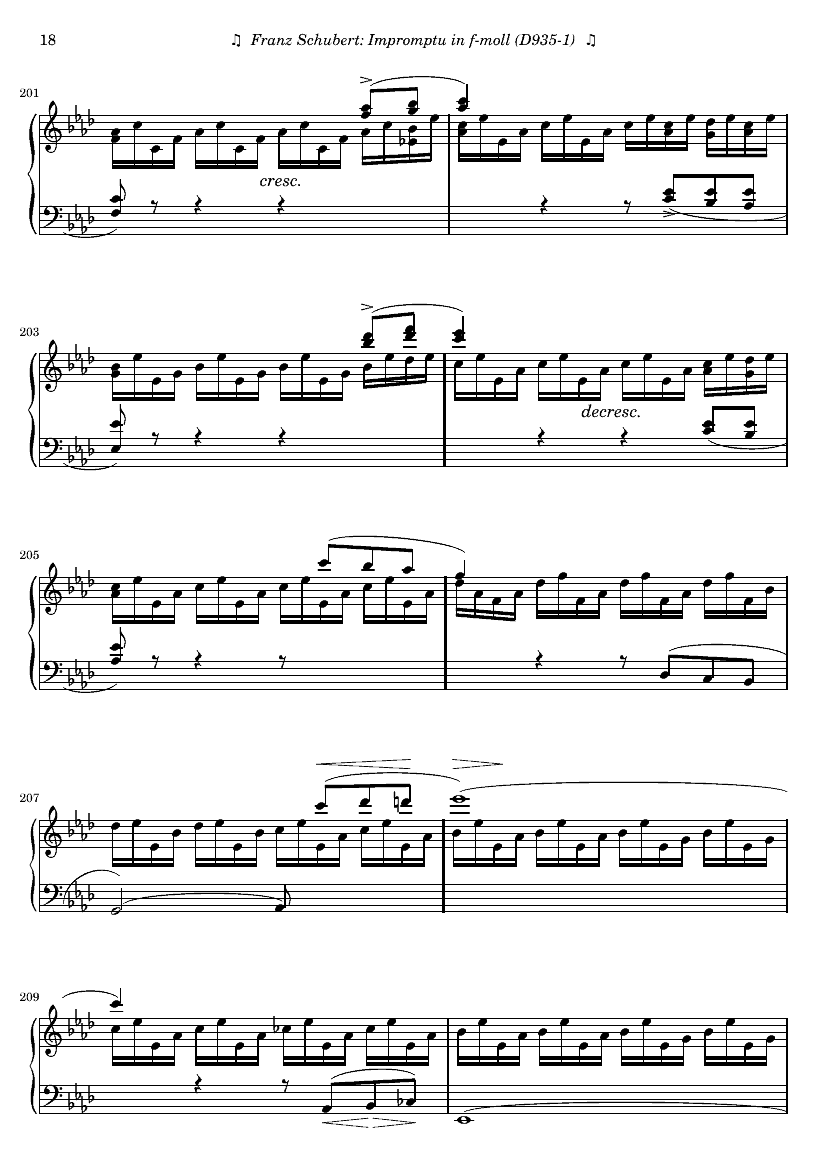 18
♫ Franz Schubert: Impromptu in f-moll (D935-1) ♫
201
cresc.
203
decresc.
205
207
209